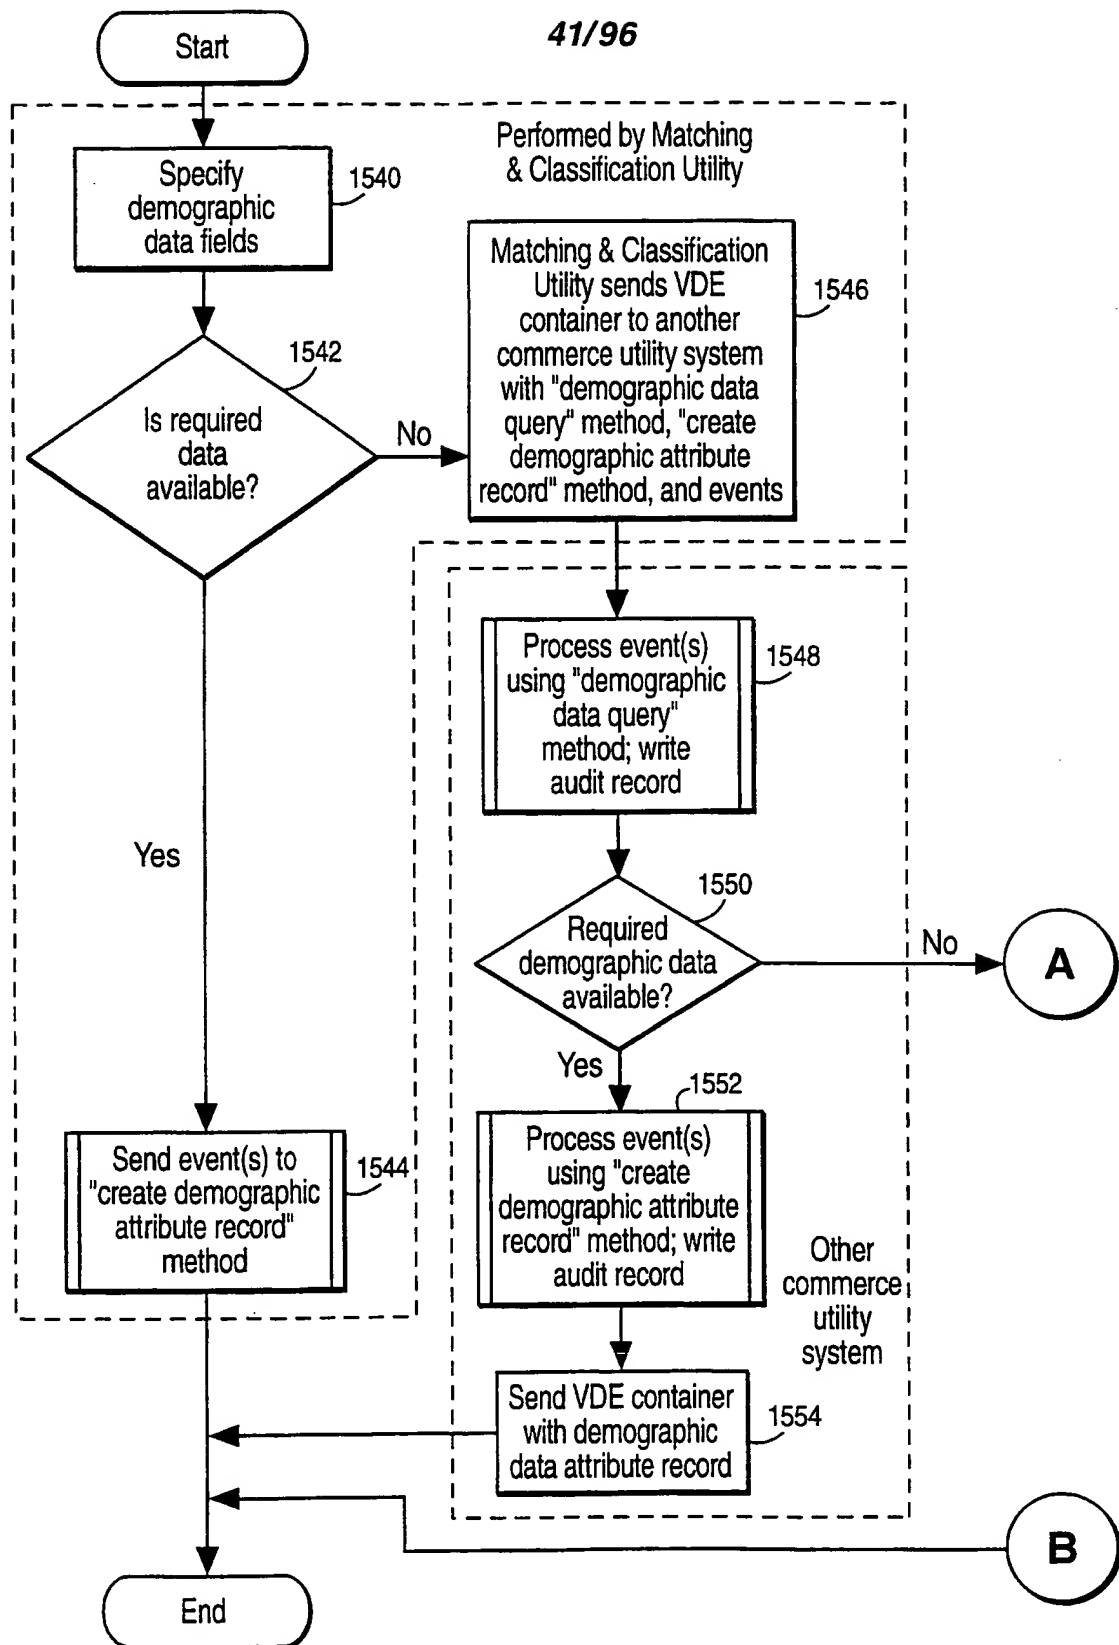 41/96
Start
Performed by Matching
& Classification Utility
Specify
demographic
data fields
1540
Matching & Classification
Utility sends VDE
container to another
commerce utility system
with "demographic data
query" method, "create
demographic attribute
record" method, and events
1546
1542
Is required
data
available?
No
Process event(s)
using "demographic
data query"
method; write
audit record
1548
Yes
1550
Required
demographic data
available?
No
A
Yes
1552
Process event(s)
using "create
demographic attribute
record" method; write
audit record
Send event(s) to
"create demographic
attribute record"
method
1544
Other
commerce
utility
system
Send VDE container
with demographic
data attribute record
1554
B
End